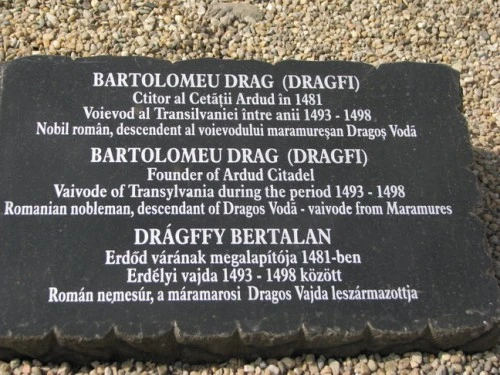 BARTOLOMEU DRAG (DRAGFI)
Ctitor al Cetăţii Ardud în 1481
Voievod al Transilvaniei între anii 1493 - 1498
Nobil român, descendent al voievodului maramureşan Dragoş Vodă
BARTOLOMEU DRAG (DRAGFI)
Founder of Ardud Citadel
Vaivode of Transylvania during the period 1493 - 1498
Romanian nobleman, descendant of Dragos Vodă - vaivode from Maramures
DRÁGFFY BERTALAN
Erdőd várának megalapítója 1481-ben
Erdélyi vajda 1493 - 1498 között
Román nemesúr, a máramarosi Dragos Vajda leszármazottja